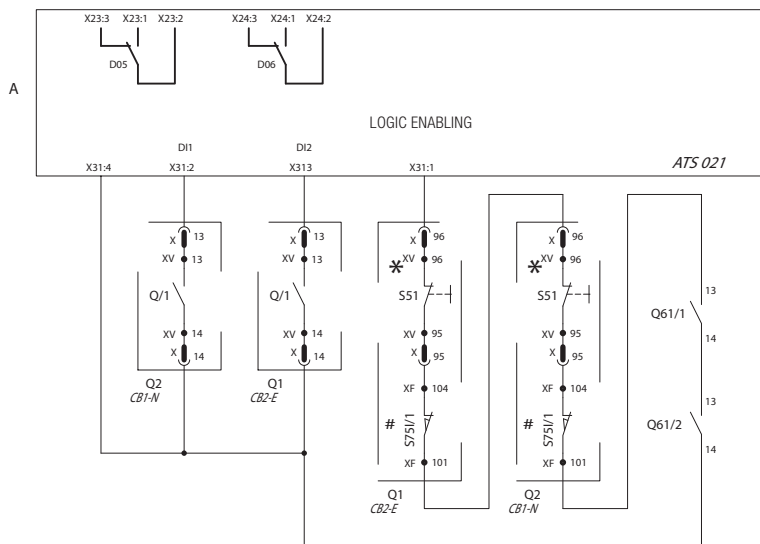 X23:3 X23:1 X23:2 X24:3 X24:1 X24:2
D05 D06
A
LOGIC ENABLING
DI1 DI2
X31:4 X31:2 X313 X31:1 ATS 021
X 13 X 13 X 96 X 96
XV 13 XV 13 * XV 96 * XV 96
Q/1 Q/1 S51 S51
13
Q61/1
14
XV 14 XV 14 XV 95 XV 95
X 14 X 14 X 95 X 95
Q2 Q1 XF 104 XF 104
CB1-N CB2-E
13
# S75I/1 # S75I/1 Q61/2
14
XF 101 XF 101
Q1 Q2
CB2-E CB1-N